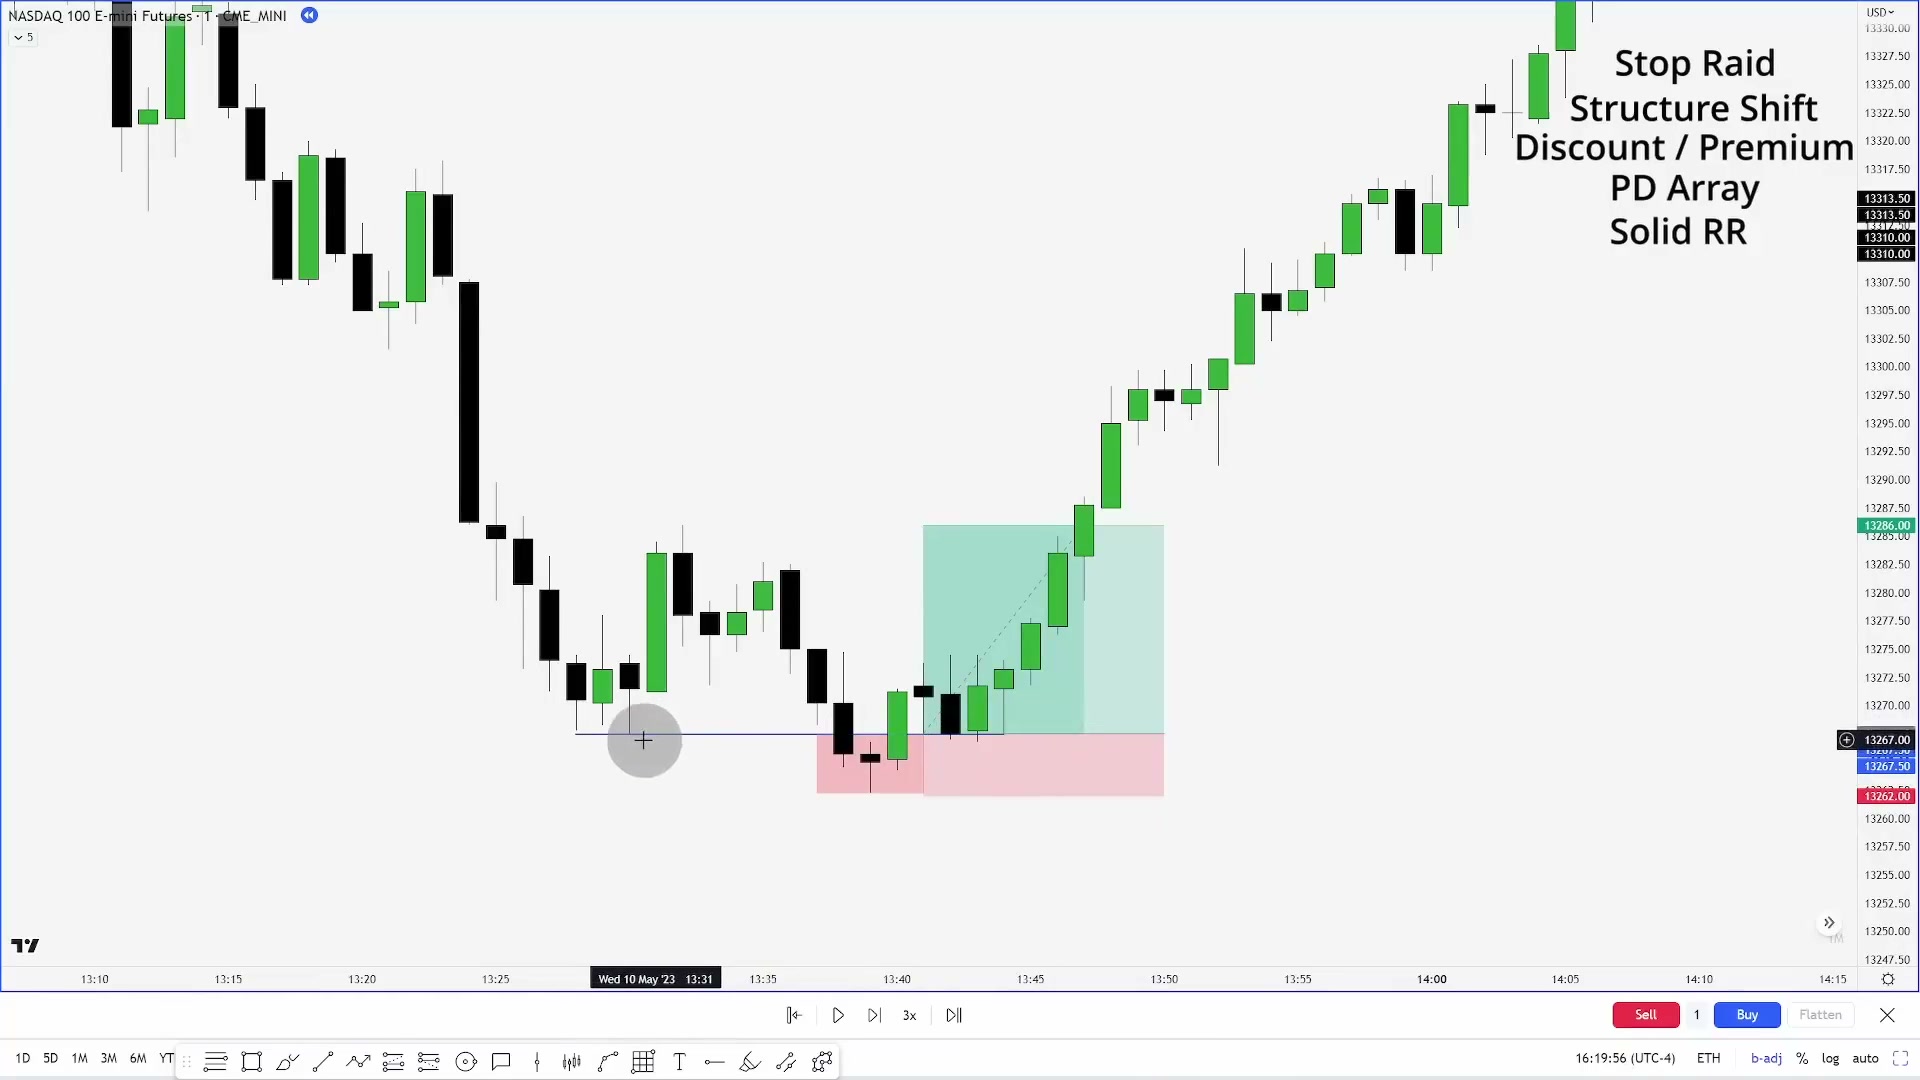 NASDAQ 100 E-mini Futures · 1 · CME_MINI
5
Stop Raid
Structure Shift
Discount / Premium
PD Array
Solid RR
USD
13330.00
13327.50
13325.00
13322.50
13320.00
13317.50
13313.50
13313.50
13310.00
13310.00
13307.50
13305.00
13302.50
13300.00
13297.50
13295.00
13292.50
13290.00
13287.50
13286.00
13285.00
13282.50
13280.00
13277.50
13275.00
13272.50
13270.00
13267.00
13267.50
13262.00
13260.00
13257.50
13255.00
13252.50
13250.00
13247.50
1M
13:10
13:15
13:20
13:25
Wed 10 May '23 13:31
13:35
13:40
13:45
13:50
13:55
14:00
14:05
14:10
14:15
3x
Sell
1
Buy
Flatten
1D 5D 1M 3M 6M YT
T
16:19:56 (UTC-4)
ETH
b-adj
%
log
auto